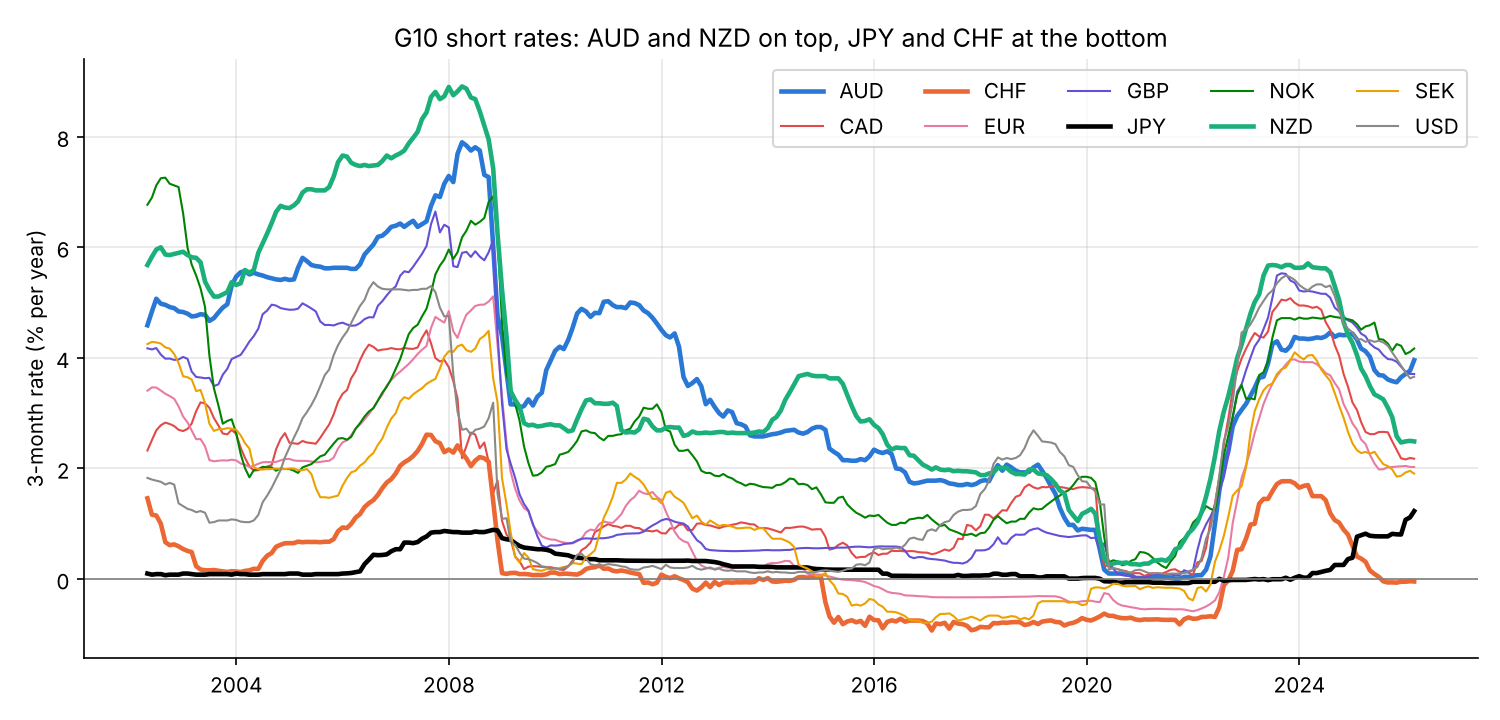 G10 short rates: AUD and NZD on top, JPY and CHF at the bottom
AUD CHF GBP NOK SEK
CAD EUR JPY NZD USD
3-month rate (% per year)
8
6
4
2
0
2004 2008 2012 2016 2020 2024